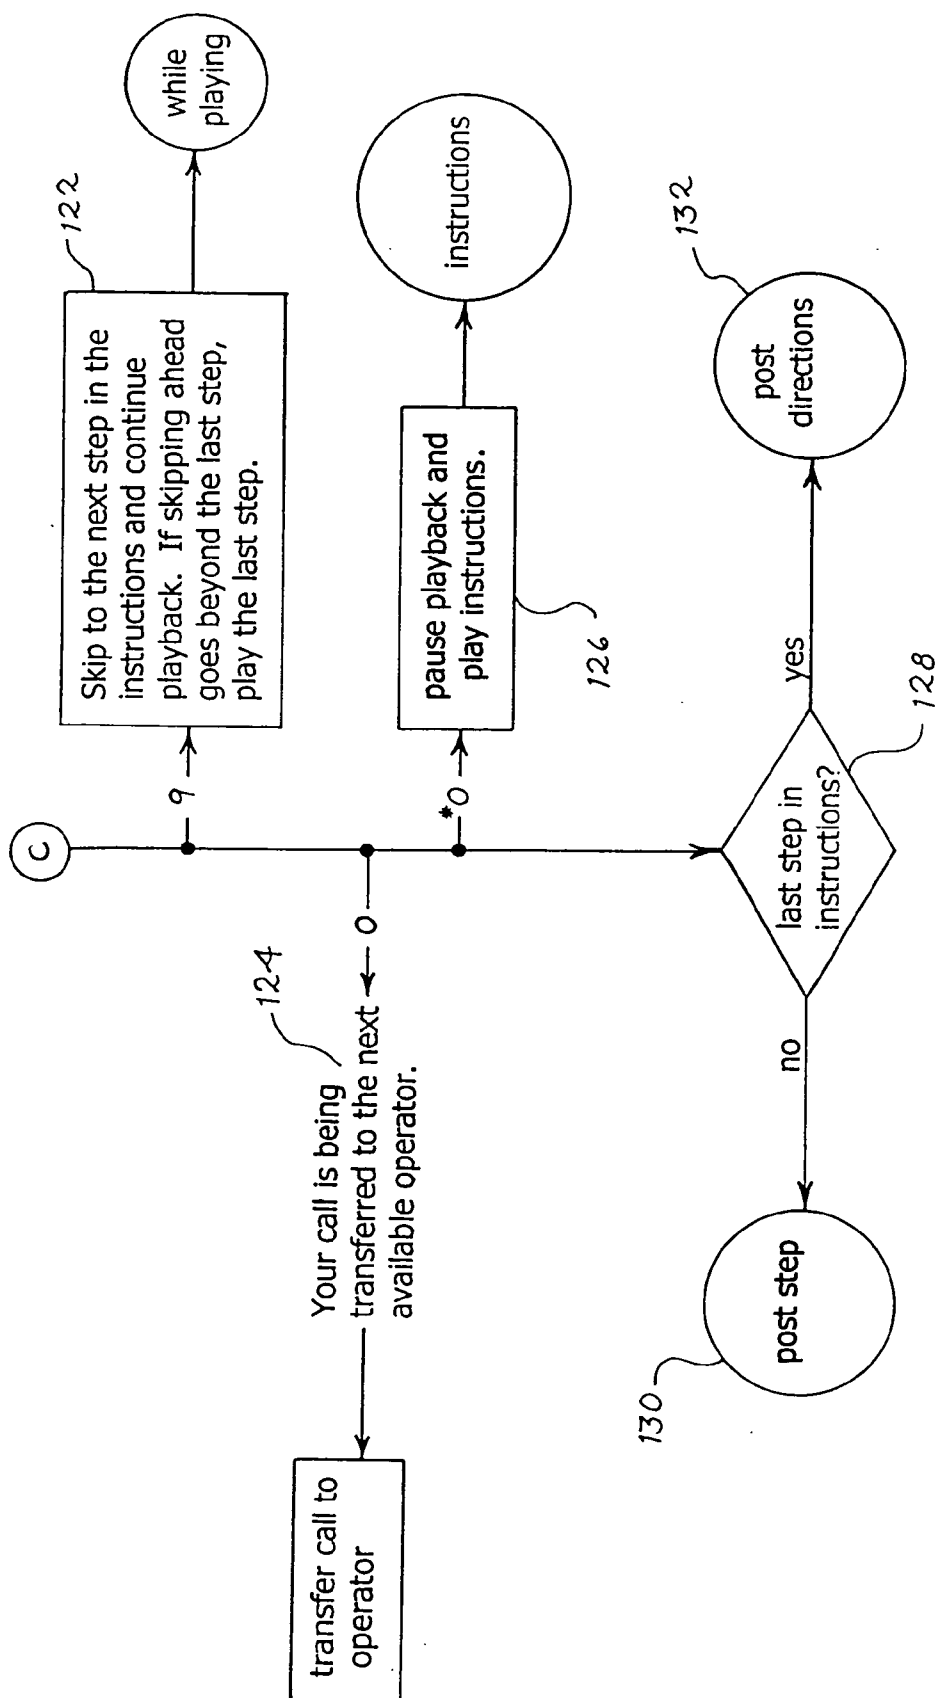 C
9
Skip to the next step in the
instructions and continue
playback. If skipping ahead
goes beyond the last step,
play the last step.
122
while
playing
0
Your call is being
transferred to the next
available operator.
124
transfer call to
operator
*0
pause playback and
play instructions.
126
instructions
last step in
instructions?
128
no
post step
130
yes
post
directions
132